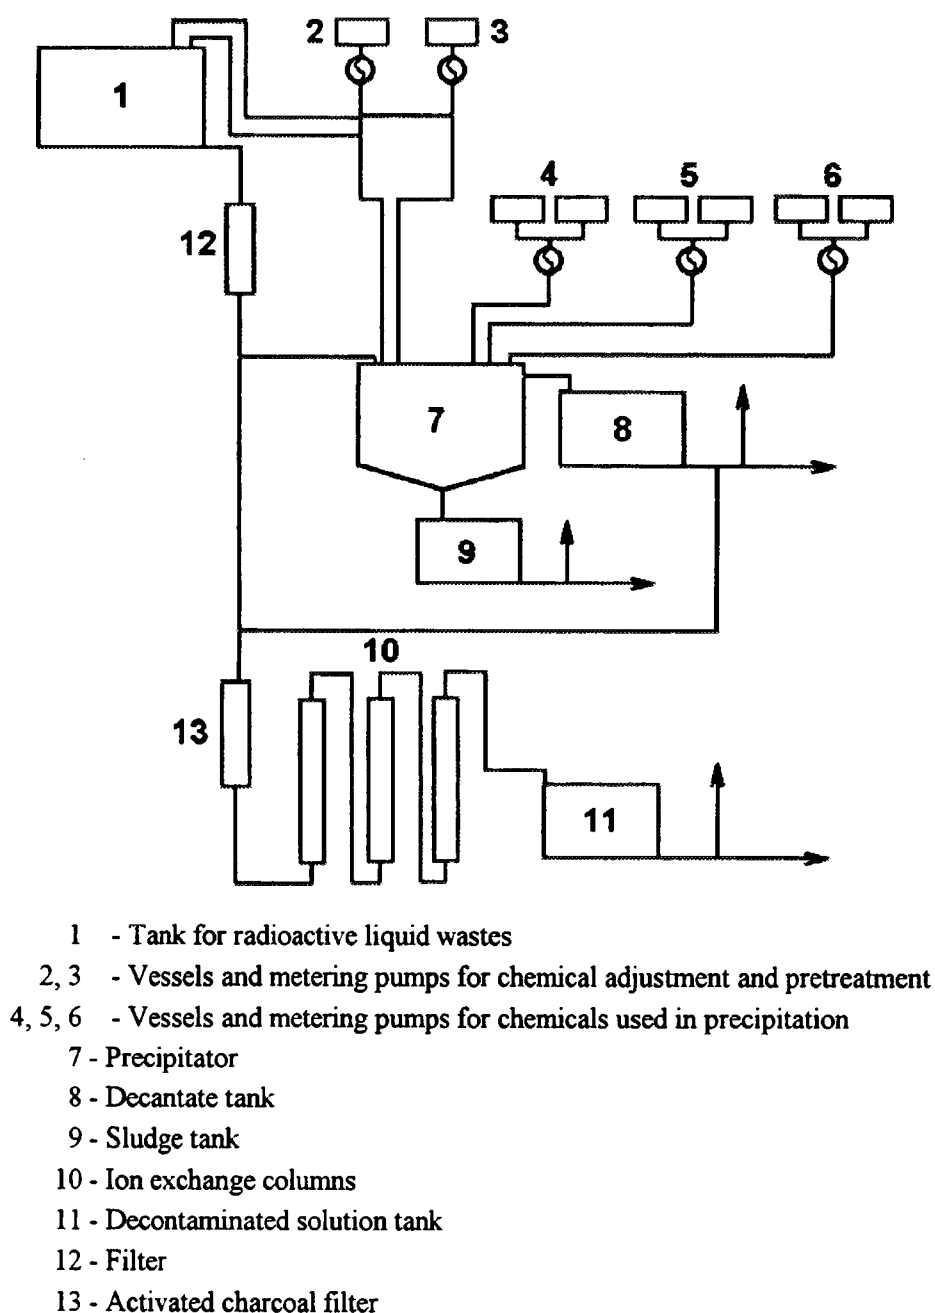 2
3
1
4
5
6
12
7
8
9
10
13
11
1 - Tank for radioactive liquid wastes
2, 3 - Vessels and metering pumps for chemical adjustment and pretreatment
4, 5, 6 - Vessels and metering pumps for chemicals used in precipitation
7 - Precipitator
8 - Decantate tank
9 - Sludge tank
10 - Ion exchange columns
11 - Decontaminated solution tank
12 - Filter
13 - Activated charcoal filter